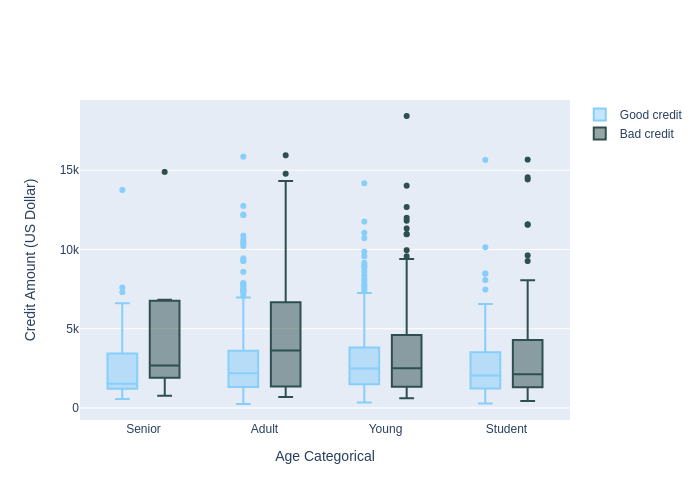 Good credit
Bad credit
15k
10k
5k
0
Credit Amount (US Dollar)
Senior
Adult
Young
Student
Age Categorical